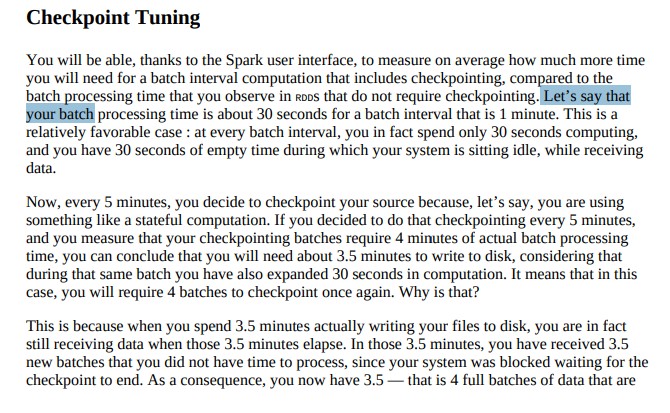 Checkpoint Tuning
You will be able, thanks to the Spark user interface, to measure on average how much more time
you will need for a batch interval computation that includes checkpointing, compared to the
batch processing time that you observe in RDDS that do not require checkpointing. Let’s say that
your batch processing time is about 30 seconds for a batch interval that is 1 minute. This is a
relatively favorable case : at every batch interval, you in fact spend only 30 seconds computing,
and you have 30 seconds of empty time during which your system is sitting idle, while receiving
data.
Now, every 5 minutes, you decide to checkpoint your source because, let’s say, you are using
something like a stateful computation. If you decided to do that checkpointing every 5 minutes,
and you measure that your checkpointing batches require 4 minutes of actual batch processing
time, you can conclude that you will need about 3.5 minutes to write to disk, considering that
during that same batch you have also expanded 30 seconds in computation. It means that in this
case, you will require 4 batches to checkpoint once again. Why is that?
This is because when you spend 3.5 minutes actually writing your files to disk, you are in fact
still receiving data when those 3.5 minutes elapse. In those 3.5 minutes, you have received 3.5
new batches that you did not have time to process, since your system was blocked waiting for the
checkpoint to end. As a consequence, you now have 3.5 — that is 4 full batches of data that are